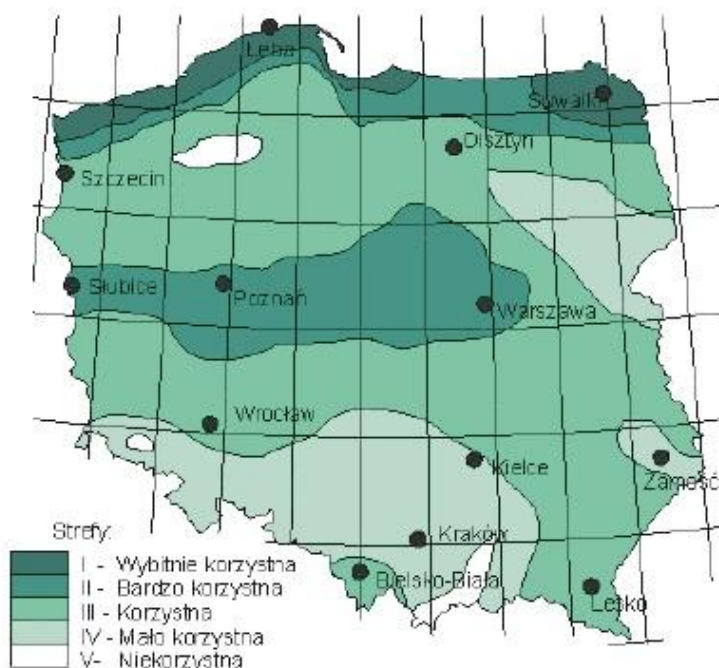 Łeba
Suwałki
Olsztyn
Szczecin
Słubice
Poznań
Warszawa
Wrocław
Kielce
Zamość
Kraków
Bielsko-Biała
Lesko
Strefy:
I - Wybitnie korzystna
II - Bardzo korzystna
III - Korzystna
IV - Mało korzystna
V- Niekorzystna